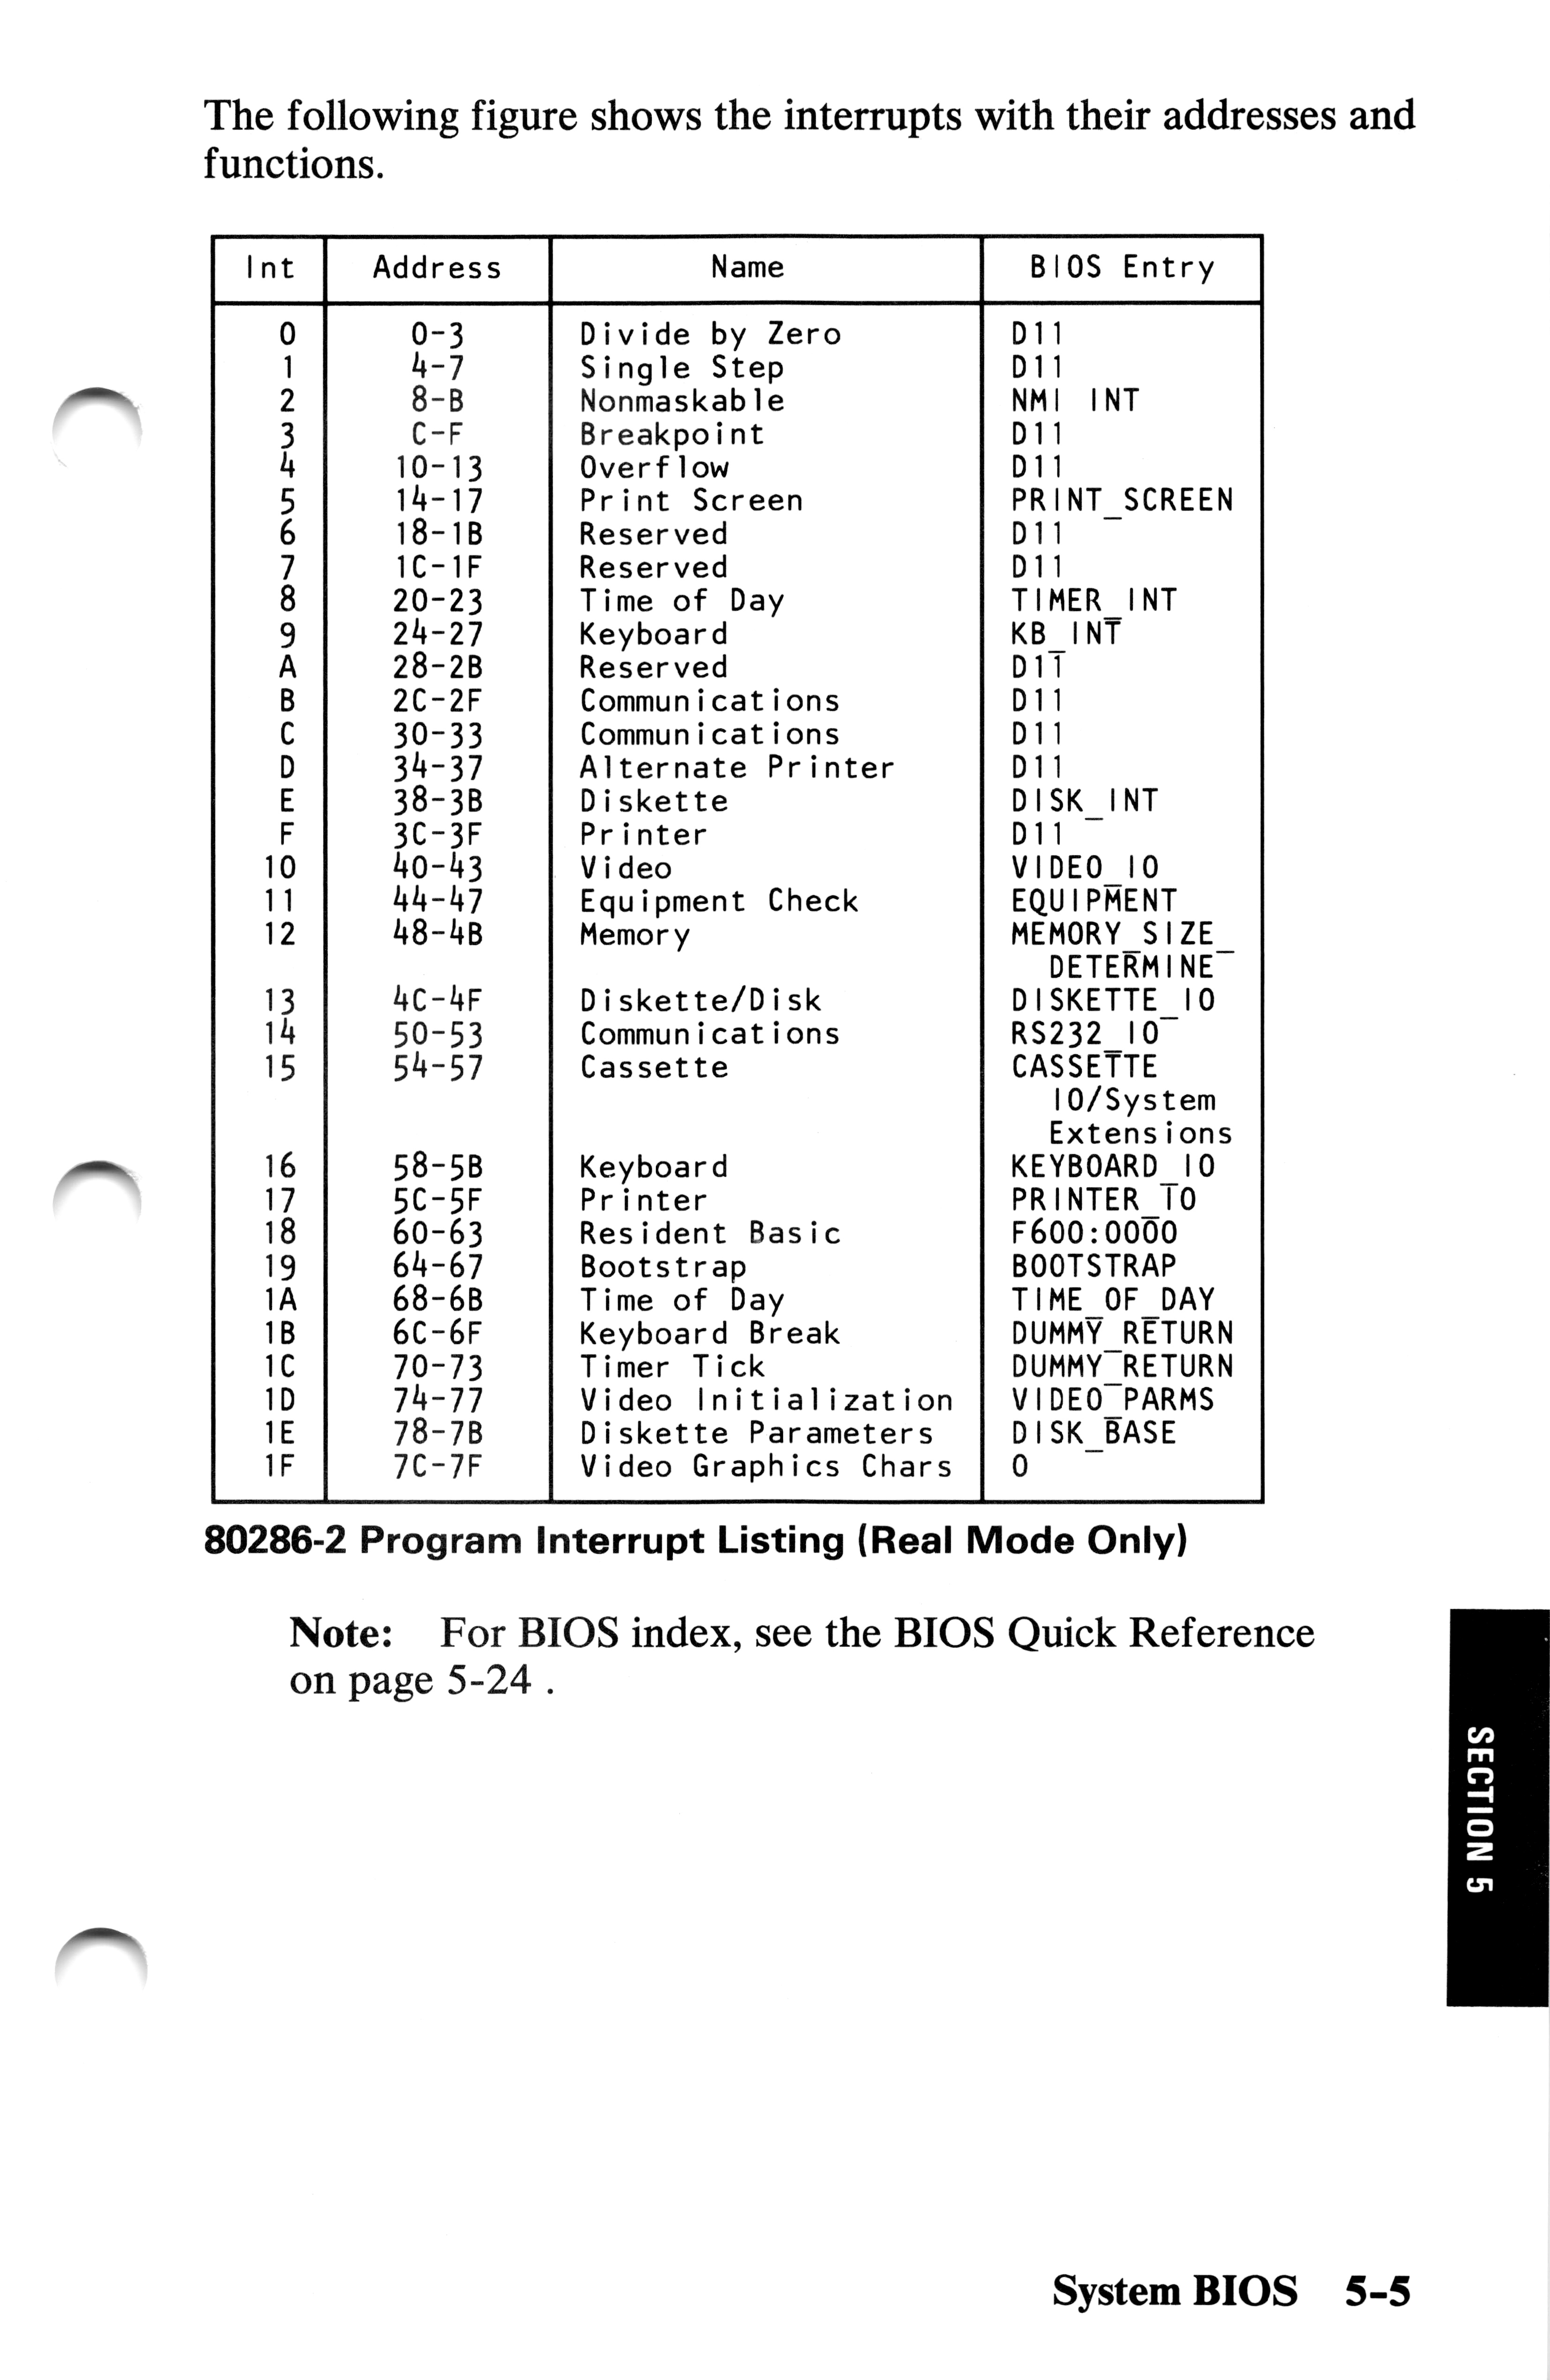 The following figure shows the interrupts with their addresses and
functions.
Int Address Name BIOS Entry
0 0-3 Divide by Zero D11
1 4-7 Single Step D11
2 8-B Nonmaskable NMI INT
3 C-F Breakpoint D11
4 10-13 Overflow D11
5 14-17 Print Screen PRINT_SCREEN
6 18-1B Reserved D11
7 1C-1F Reserved D11
8 20-23 Time of Day TIMER_INT
9 24-27 Keyboard KB_INT
A 28-2B Reserved D11
B 2C-2F Communications D11
C 30-33 Communications D11
D 34-37 Alternate Printer D11
E 38-3B Diskette DISK_INT
F 3C-3F Printer D11
10 40-43 Video VIDEO_IO
11 44-47 Equipment Check EQUIPMENT
12 48-4B Memory MEMORY_SIZE_
DETERMINE
13 4C-4F Diskette/Disk DISKETTE_IO
14 50-53 Communications RS232_IO
15 54-57 Cassette CASSETTE
IO/System
Extensions
16 58-5B Keyboard KEYBOARD_IO
17 5C-5F Printer PRINTER_IO
18 60-63 Resident Basic F600:0000
19 64-67 Bootstrap BOOTSTRAP
1A 68-6B Time of Day TIME_OF_DAY
1B 6C-6F Keyboard Break DUMMY_RETURN
1C 70-73 Timer Tick DUMMY_RETURN
1D 74-77 Video Initialization VIDEO_PARMS
1E 78-7B Diskette Parameters DISK_BASE
1F 7C-7F Video Graphics Chars 0
80286-2 Program Interrupt Listing (Real Mode Only)
Note: For BIOS index, see the BIOS Quick Reference
on page 5-24 .
SECTION 5
System BIOS 5-5